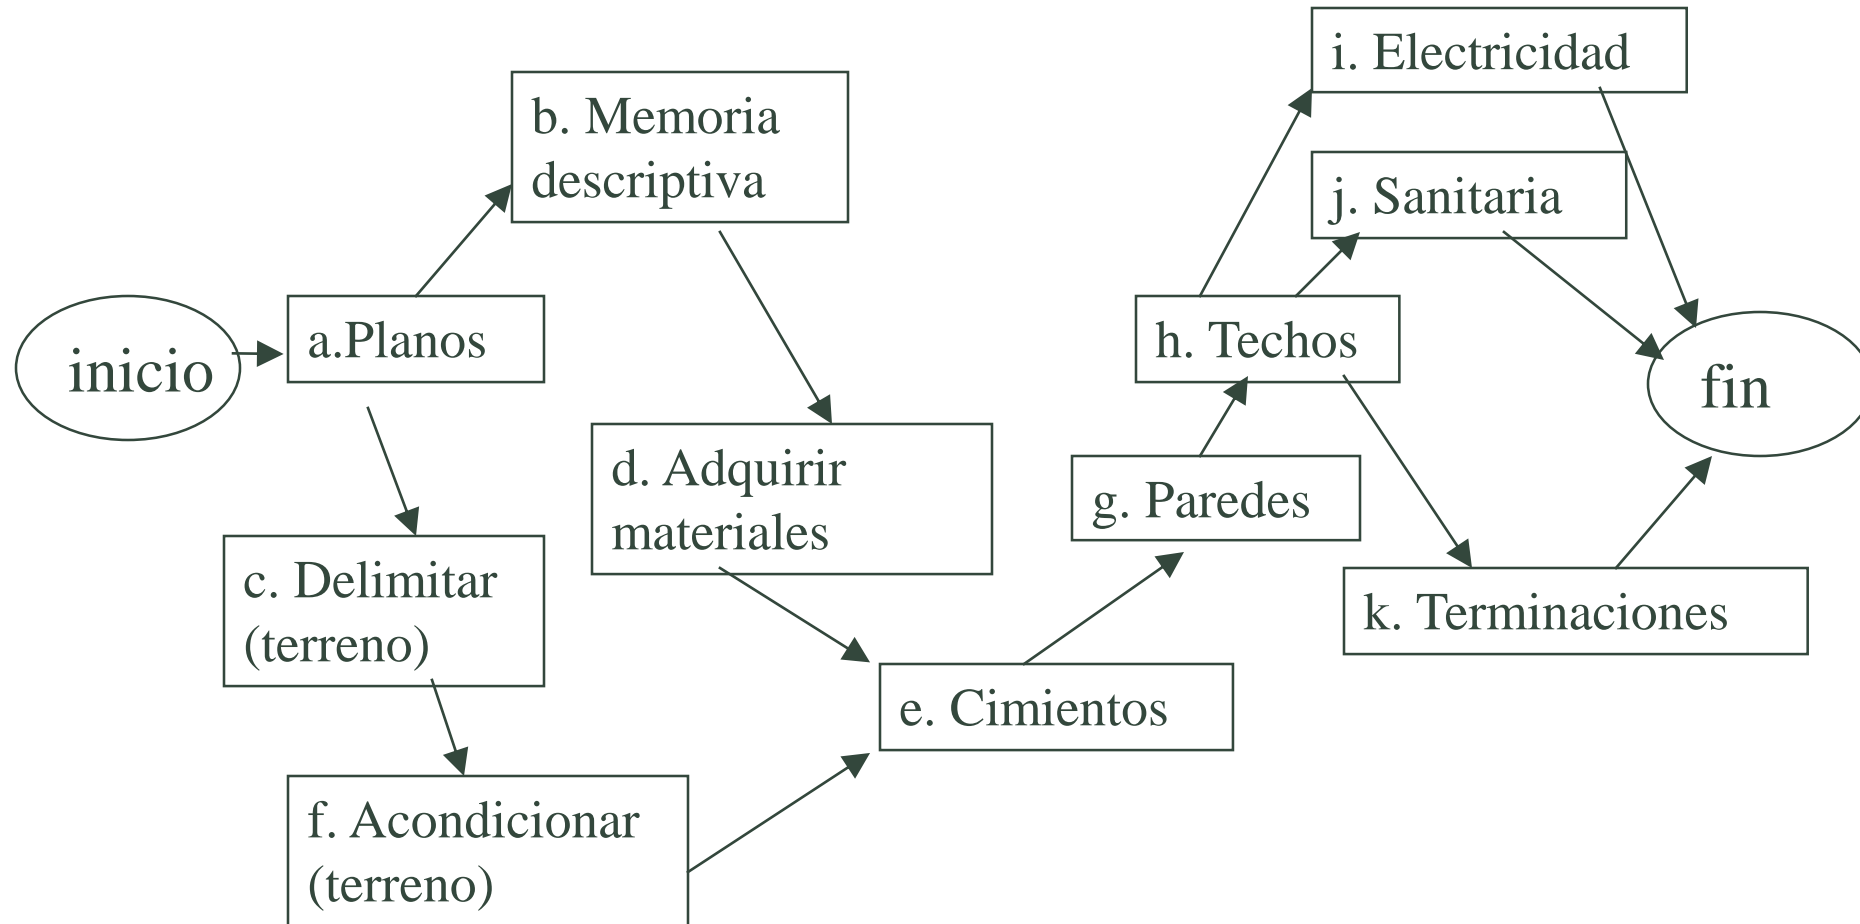 inicio
a.Planos
b. Memoria
descriptiva
c. Delimitar
(terreno)
d. Adquirir
materiales
f. Acondicionar
(terreno)
e. Cimientos
g. Paredes
h. Techos
i. Electricidad
j. Sanitaria
k. Terminaciones
fin